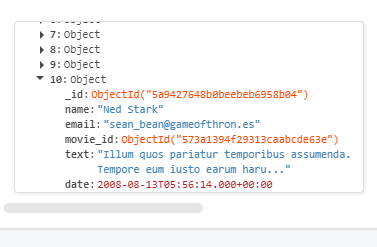 7: Object
8: Object
9: Object
10: Object
_id: ObjectId("5a9427648b0beebeb6958b04")
name: "Ned Stark"
email: "sean_bean@gameofthron.es"
movie_id: ObjectId("573a1394f29313caabcde63e")
text: "Illum quos pariatur temporibus assumenda.
Tempore eum iusto earum haru..."
date: 2008-08-13T05:56:14.000+00:00